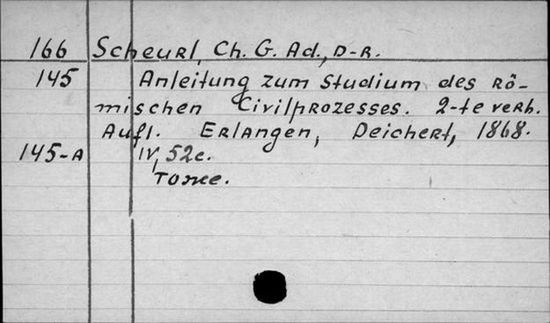 166 Scheurl, Ch. G. Ad., D-R.
145 Anleitung zum Studium des Rö-
mischen Civilprozesses. 2-te verb.
Aufl. Erlangen, Deichert, 1868.
145-A IV, 52c.
Тоже.